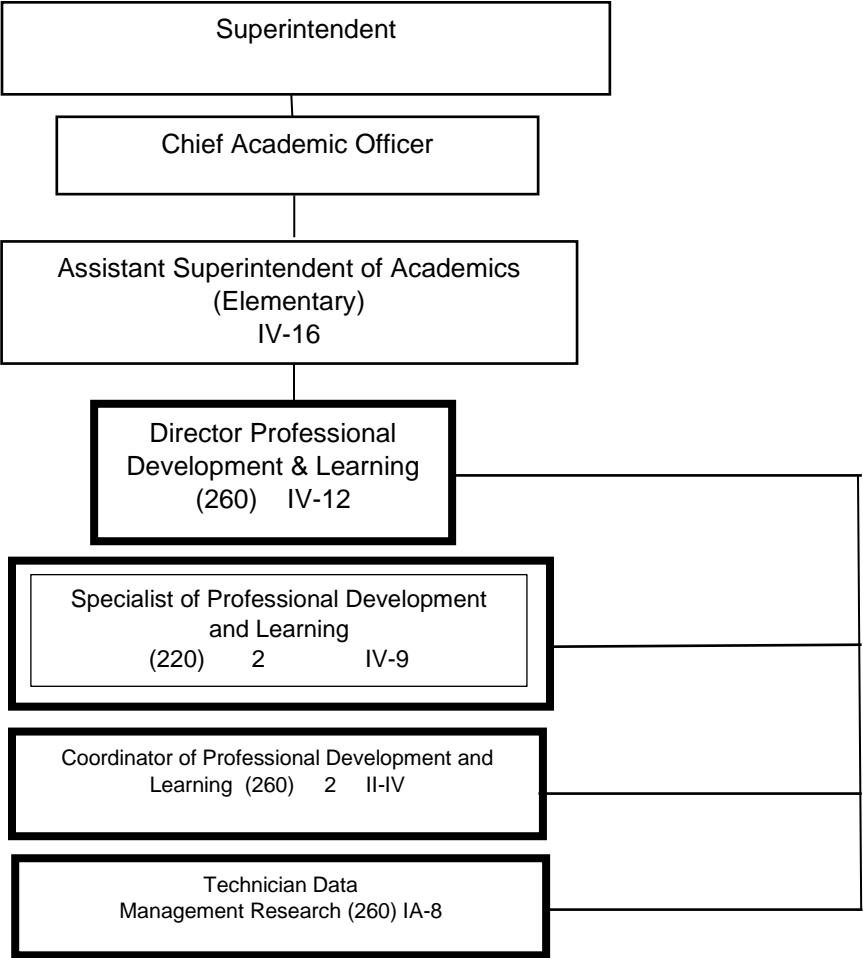 Superintendent
Chief Academic Officer
Assistant Superintendent of Academics
(Elementary)
IV-16
Director Professional
Development & Learning
(260) IV-12
Specialist of Professional Development
and Learning
(220) 2 IV-9
Coordinator of Professional Development and
Learning (260) 2 II-IV
Technician Data
Management Research (260) IA-8